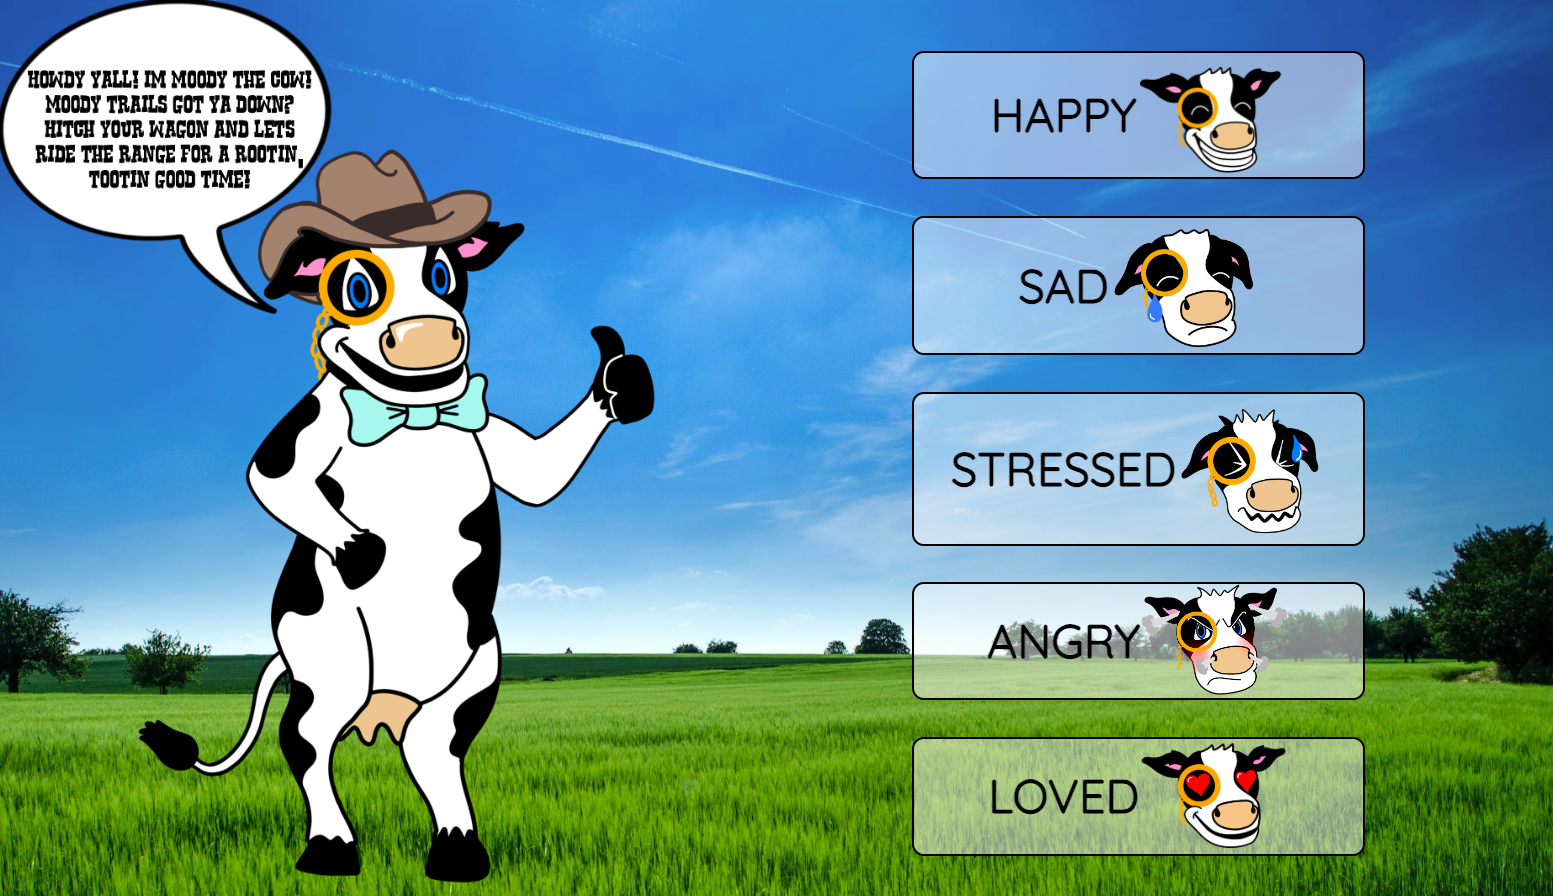 HOWDY YALL! IM MOODY THE COW!
MOODY TRAILS GOT YA DOWN?
HITCH YOUR WAGON AND LETS
RIDE THE RANGE FOR A ROOTIN,
TOOTIN GOOD TIME!
HAPPY
SAD
STRESSED
ANGRY
LOVED